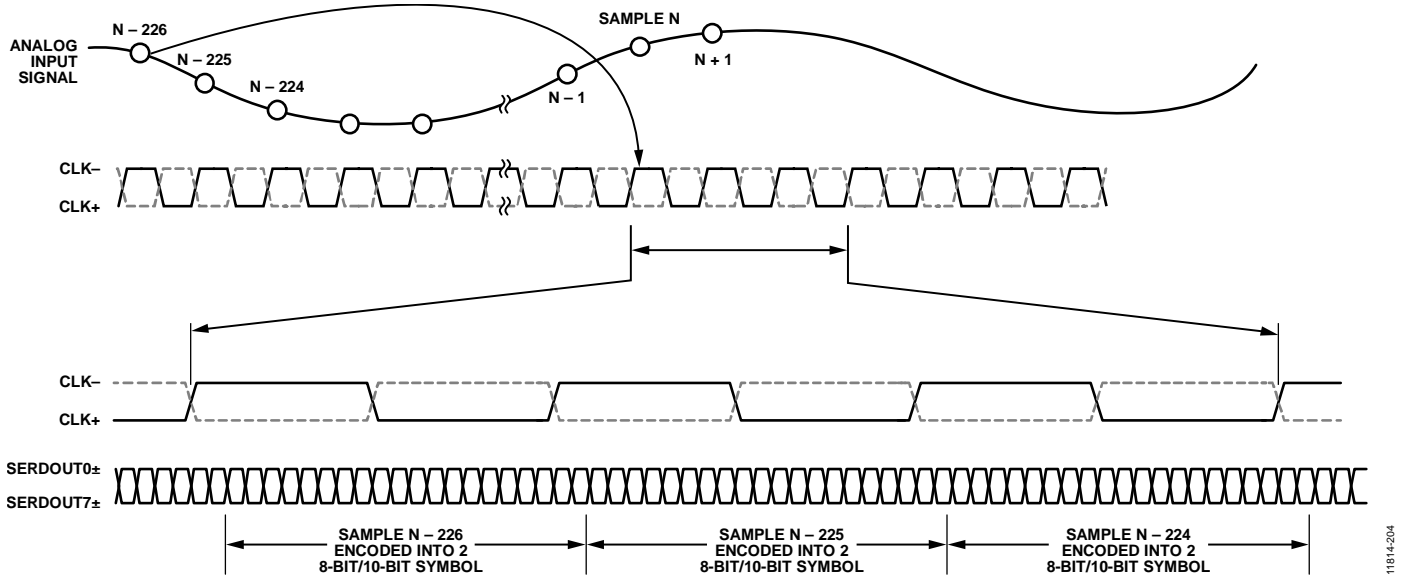 N – 226
SAMPLE N
ANALOG
INPUT
SIGNAL
N – 225
N + 1
N – 224
N – 1
CLK–
CLK+
CLK–
CLK+
SERDOUT0±
SERDOUT7±
SAMPLE N – 226
ENCODED INTO 2
8-BIT/10-BIT SYMBOL
SAMPLE N – 225
ENCODED INTO 2
8-BIT/10-BIT SYMBOL
SAMPLE N – 224
ENCODED INTO 2
8-BIT/10-BIT SYMBOL
11814-204